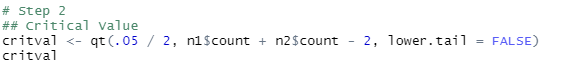 # Step 2
## Critical Value
critval <- qt(.05 / 2, n1$count + n2$count - 2, lower.tail = FALSE)
critval